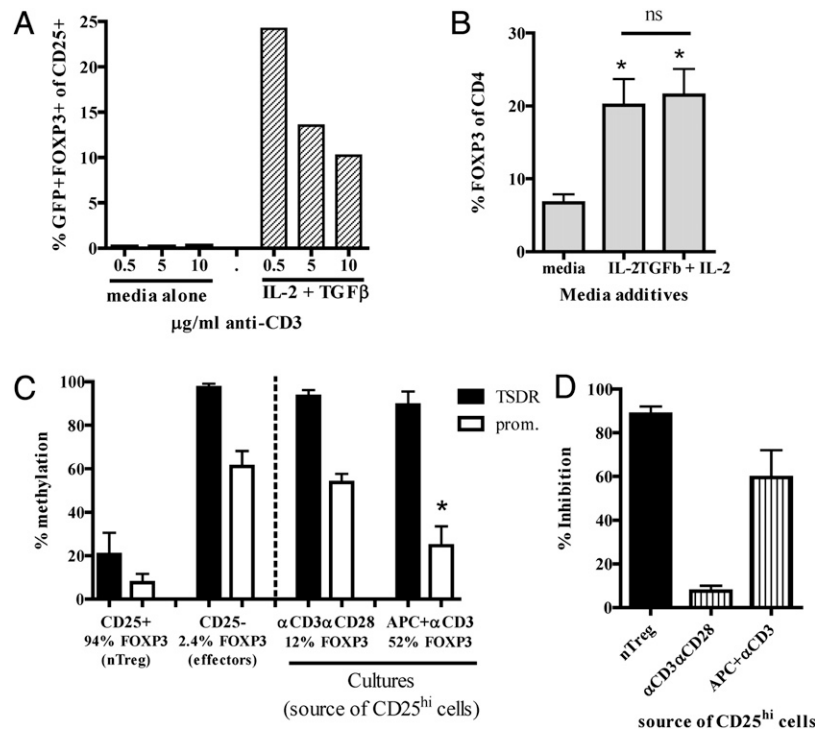 A
% GFP+FOXP3+ of CD25+
25
20
15
10
5
0
0.5 5 10 . 0.5 5 10
media alone IL-2 + TGFβ
μg/ml anti-CD3
B
ns
* *
% FOXP3 of CD4
30
20
10
0
media IL-2 TGFb + IL-2
Media additives
C
% methylation
100
80
60
40
20
0
TSDR
prom.
*
CD25+ CD25- αCD3αCD28 APC+αCD3
94% FOXP3 2.4% FOXP3 12% FOXP3 52% FOXP3
(nTreg) (effectors)
Cultures
(source of CD25hi cells)
D
% Inhibition
100
80
60
40
20
0
nTreg αCD3αCD28 APC+αCD3
source of CD25hi cells